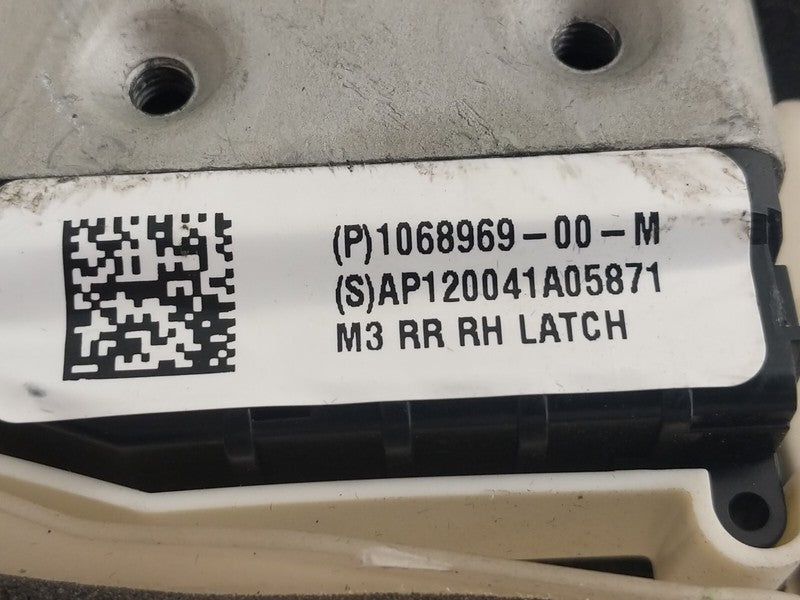 (P)1068969-00-M
(S)AP120041A05871
M3 RR RH LATCH